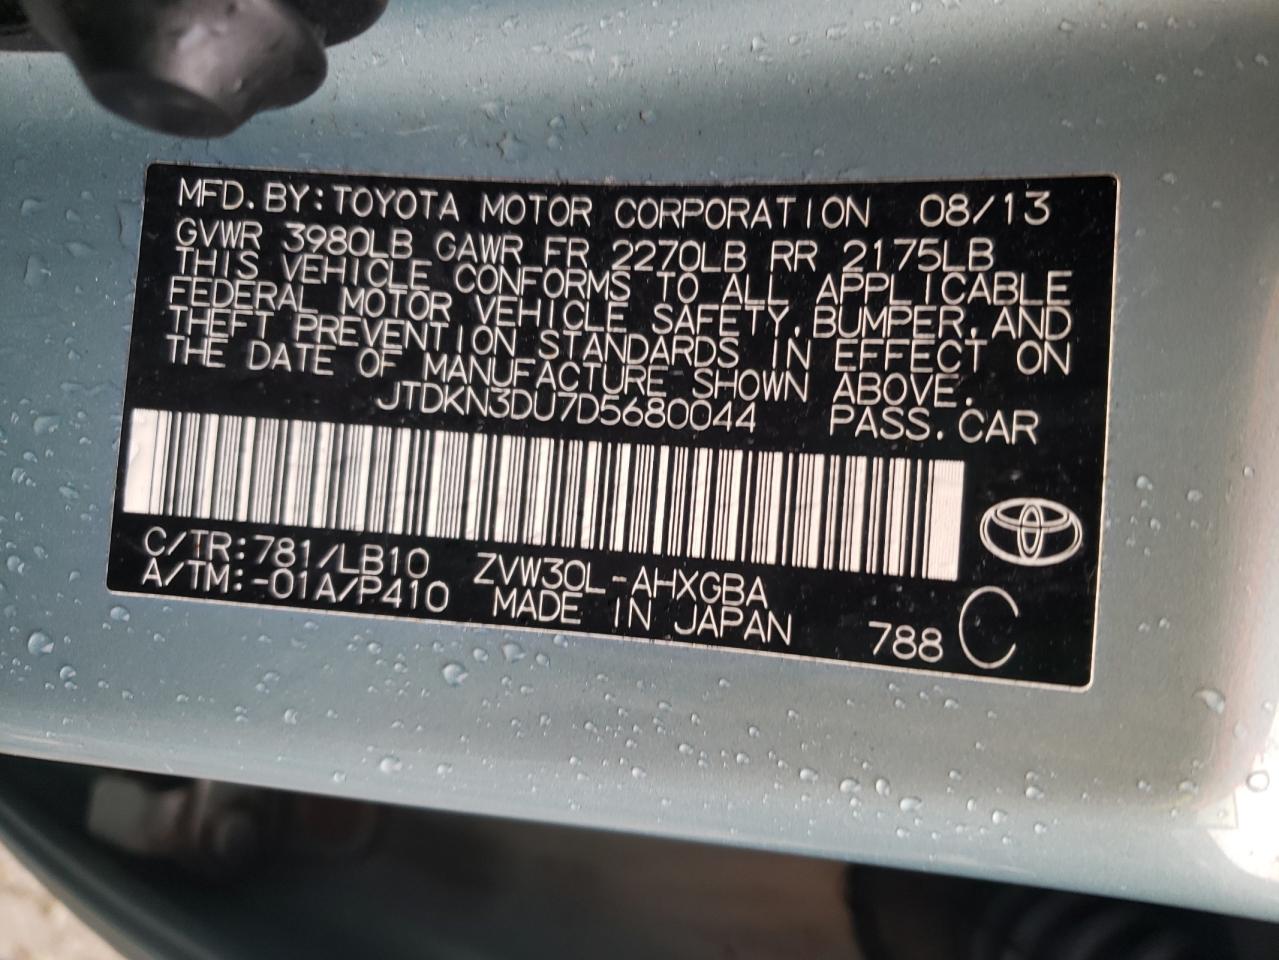 MFD. BY: TOYOTA MOTOR CORPORATION 08/13
GVWR 3980LB GAWR FR 2270LB RR 2175LB
THIS VEHICLE CONFORMS TO ALL APPLICABLE
FEDERAL MOTOR VEHICLE SAFETY, BUMPER, AND
THEFT PREVENTION STANDARDS IN EFFECT ON
THE DATE OF MANUFACTURE SHOWN ABOVE.
JTDKN3DU7D5680044 PASS. CAR
C/TR: 781/LB10 ZVW30L-AHXGBA
A/TM: -01A/P410 MADE IN JAPAN 788 C